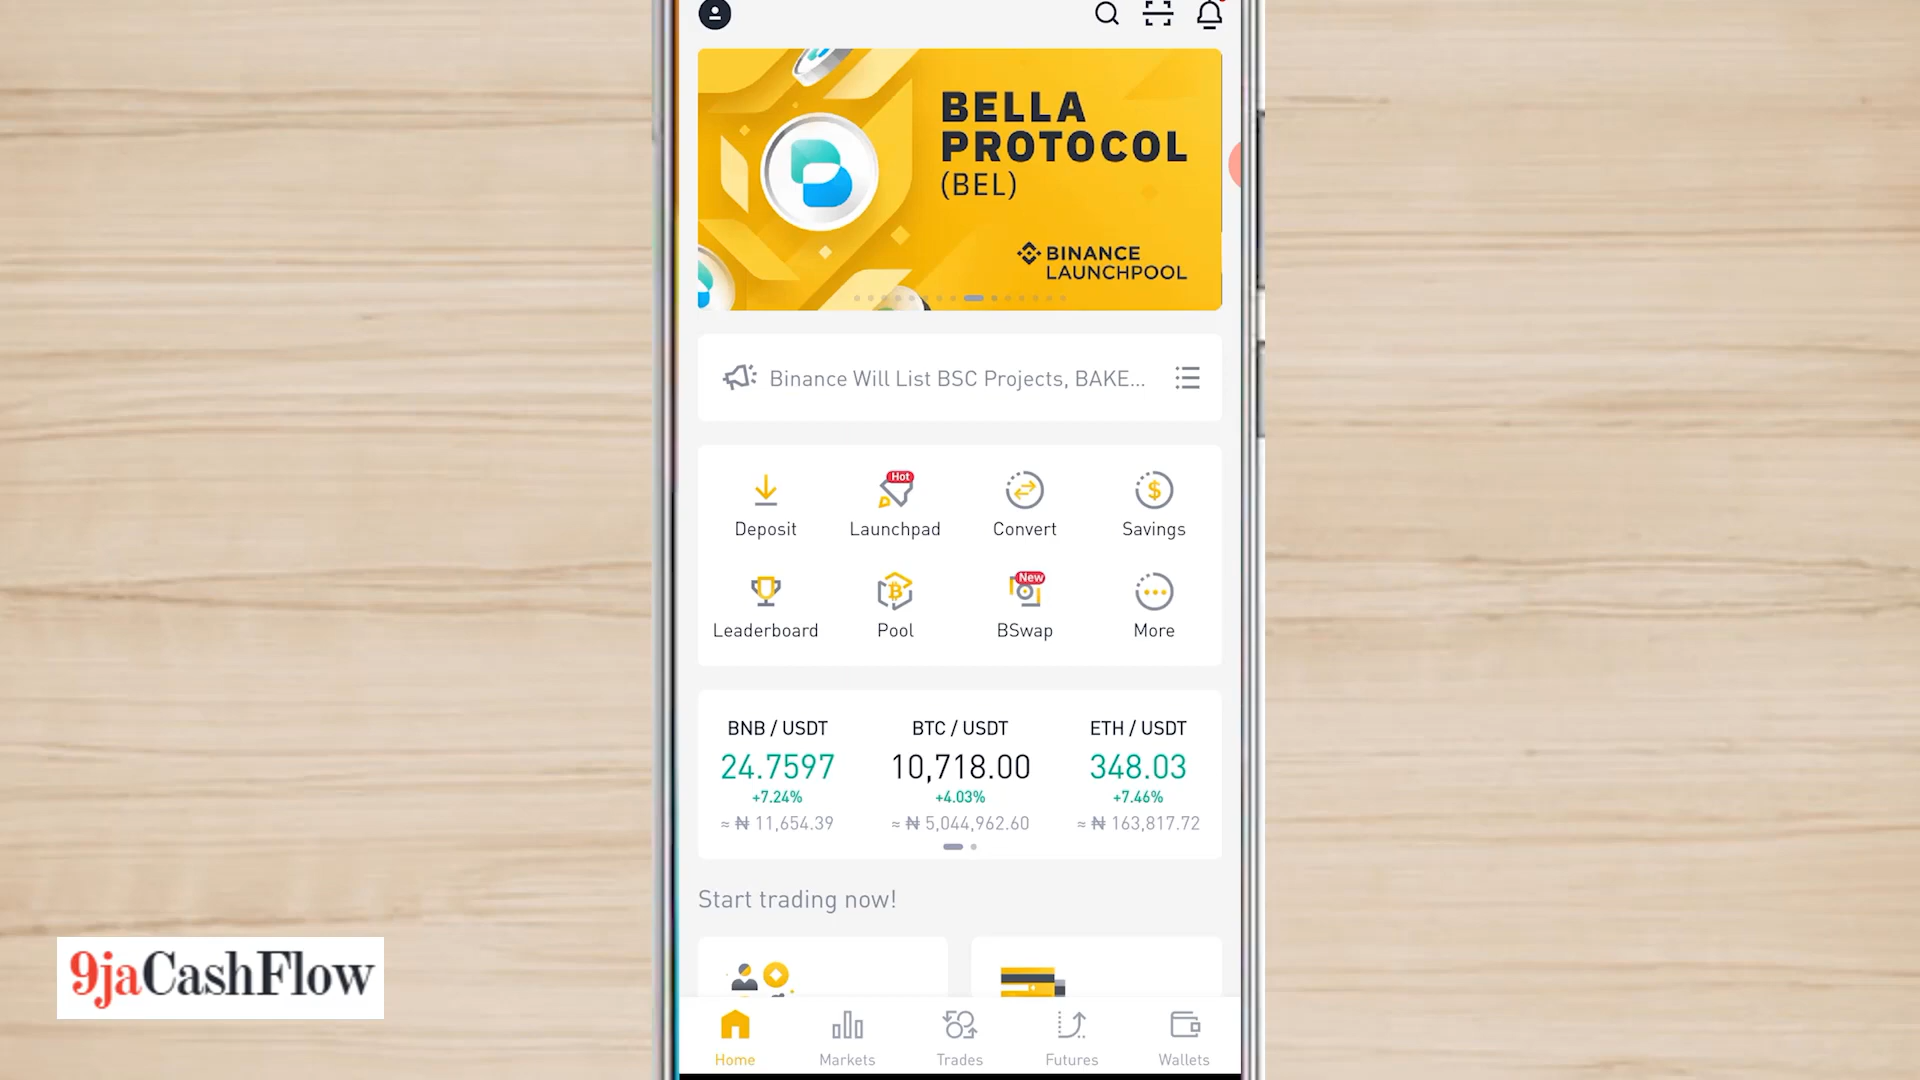 BELLA
PROTOCOL
(BEL)
BINANCE
LAUNCHPOOL
Binance Will List BSC Projects, BAKE...
Hot
Deposit
Launchpad
Convert
Savings
New
Leaderboard
Pool
BSwap
More
BNB / USDT
BTC / USDT
ETH / USDT
24.7597
10,718.00
348.03
+7.24%
+4.03%
+7.46%
≈ ₦ 11,654.39
≈ ₦ 5,044,962.60
≈ ₦ 163,817.72
Start trading now!
9jaCashFlow
Home
Markets
Trades
Futures
Wallets